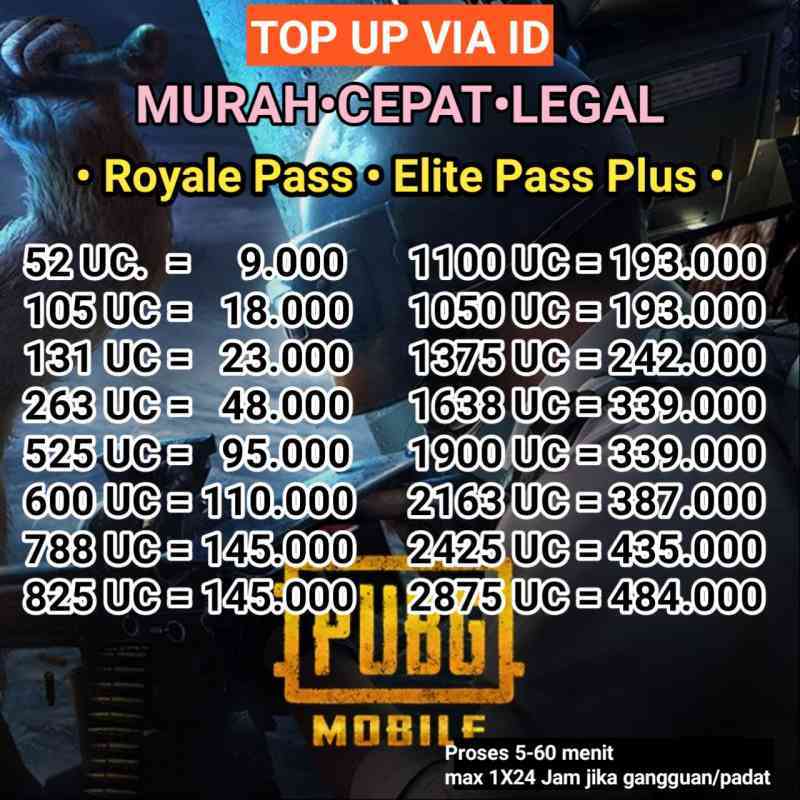 TOP UP VIA ID
MURAH•CEPAT•LEGAL
• Royale Pass • Elite Pass Plus •
52 UC. = 9.000
105 UC = 18.000
131 UC = 23.000
263 UC = 48.000
525 UC = 95.000
600 UC = 110.000
788 UC = 145.000
825 UC = 145.000
1100 UC = 193.000
1050 UC = 193.000
1375 UC = 242.000
1638 UC = 339.000
1900 UC = 339.000
2163 UC = 387.000
2425 UC = 435.000
2875 UC = 484.000
PUBG
MOBILE
Proses 5-60 menit
max 1X24 Jam jika gangguan/padat